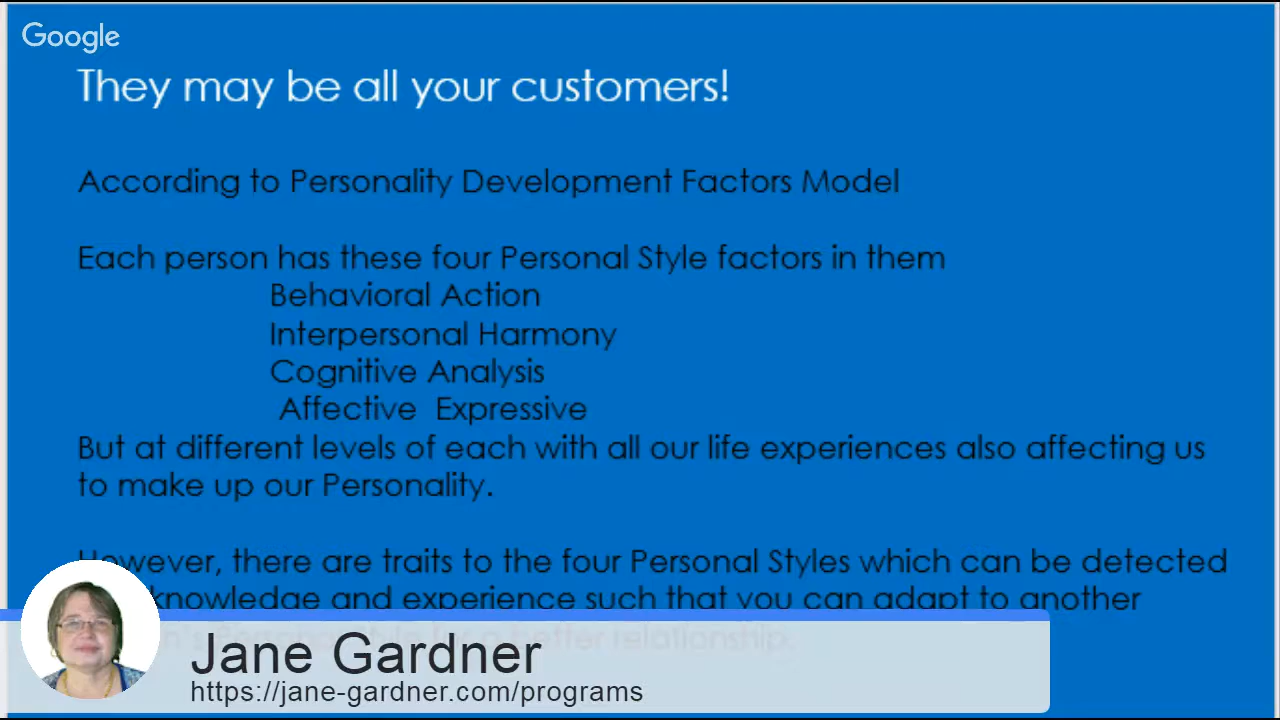 Google
They may be all your customers!
According to Personality Development Factors Model
Each person has these four Personal Style factors in them
Behavioral Action
Interpersonal Harmony
Cognitive Analysis
Affective Expressive
But at different levels of each with all our life experiences also affecting us
to make up our Personality.
However, there are traits to the four Personal Styles which can be detected
knowledge and experience such that you can adapt to another
better relationship.
Jane Gardner
https://jane-gardner.com/programs